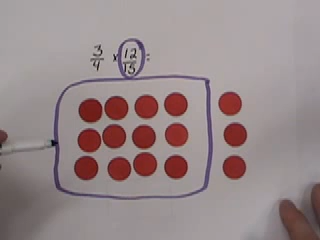 3/4 × 12/15 =